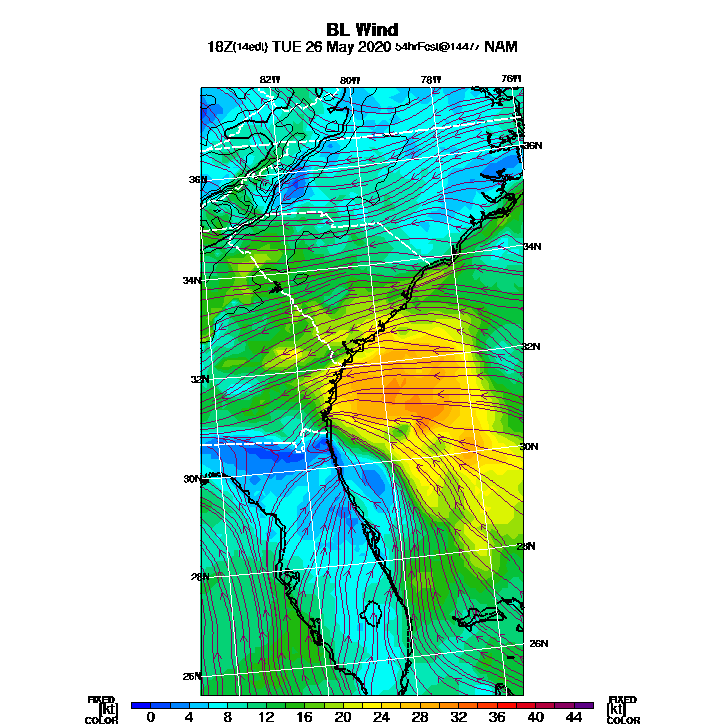 BL Wind
18Z(14edt) TUE 26 May 2020 54hrFcst@1447z NAM
82W 80W 78W 76W
36N
36N
34N
34N
32N
32N
30N
30N
28N
28N
26N
26N
FIXED FIXED
[kt] 0 4 8 12 16 20 24 28 32 36 40 44 [kt]
COLOR COLOR